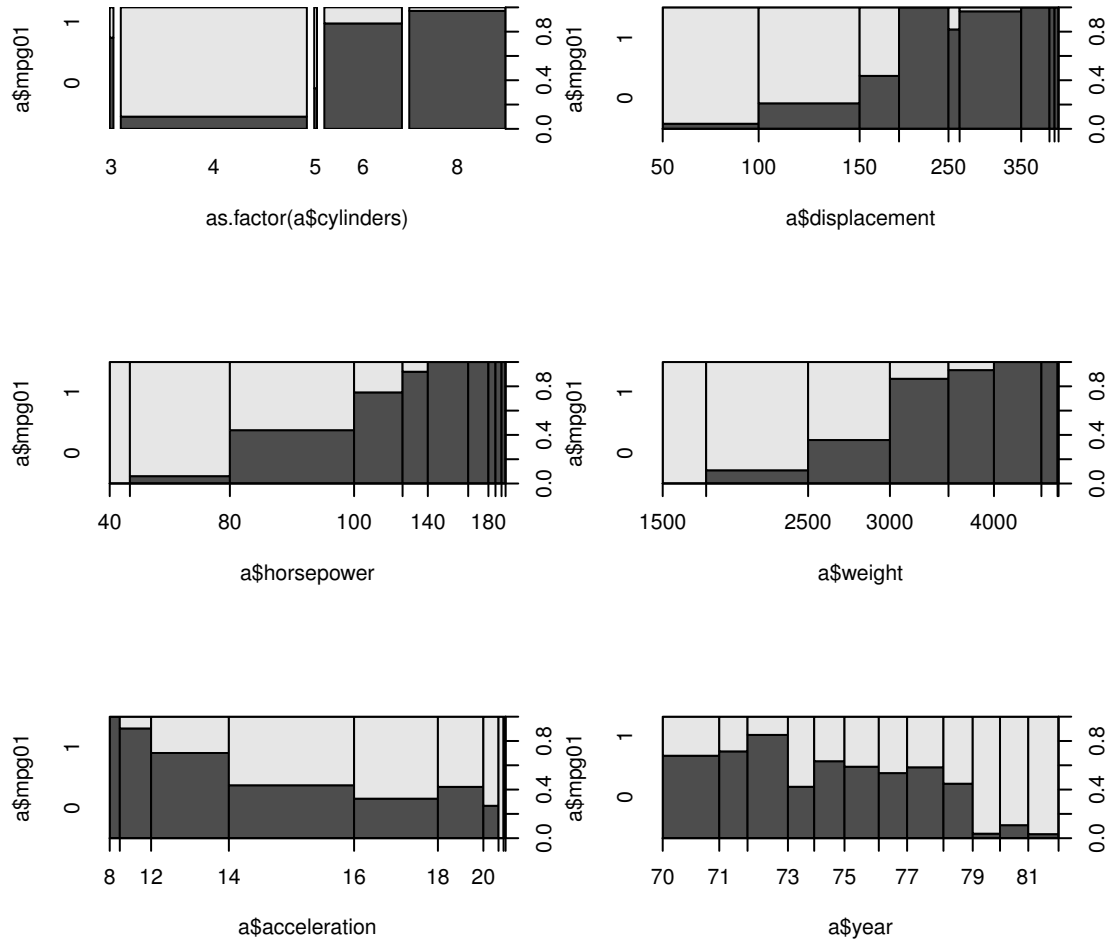 a$mpg01
0 1
0.0 0.4 0.8
3 4 5 6 8
as.factor(a$cylinders)
a$mpg01
0 1
0.0 0.4 0.8
50 100 150 250 350
a$displacement
a$mpg01
0 1
0.0 0.4 0.8
40 80 100 140 180
a$horsepower
a$mpg01
0 1
0.0 0.4 0.8
1500 2500 3000 4000
a$weight
a$mpg01
0 1
0.0 0.4 0.8
8 12 14 16 18 20
a$acceleration
a$mpg01
0 1
0.0 0.4 0.8
70 71 73 75 77 79 81
a$year